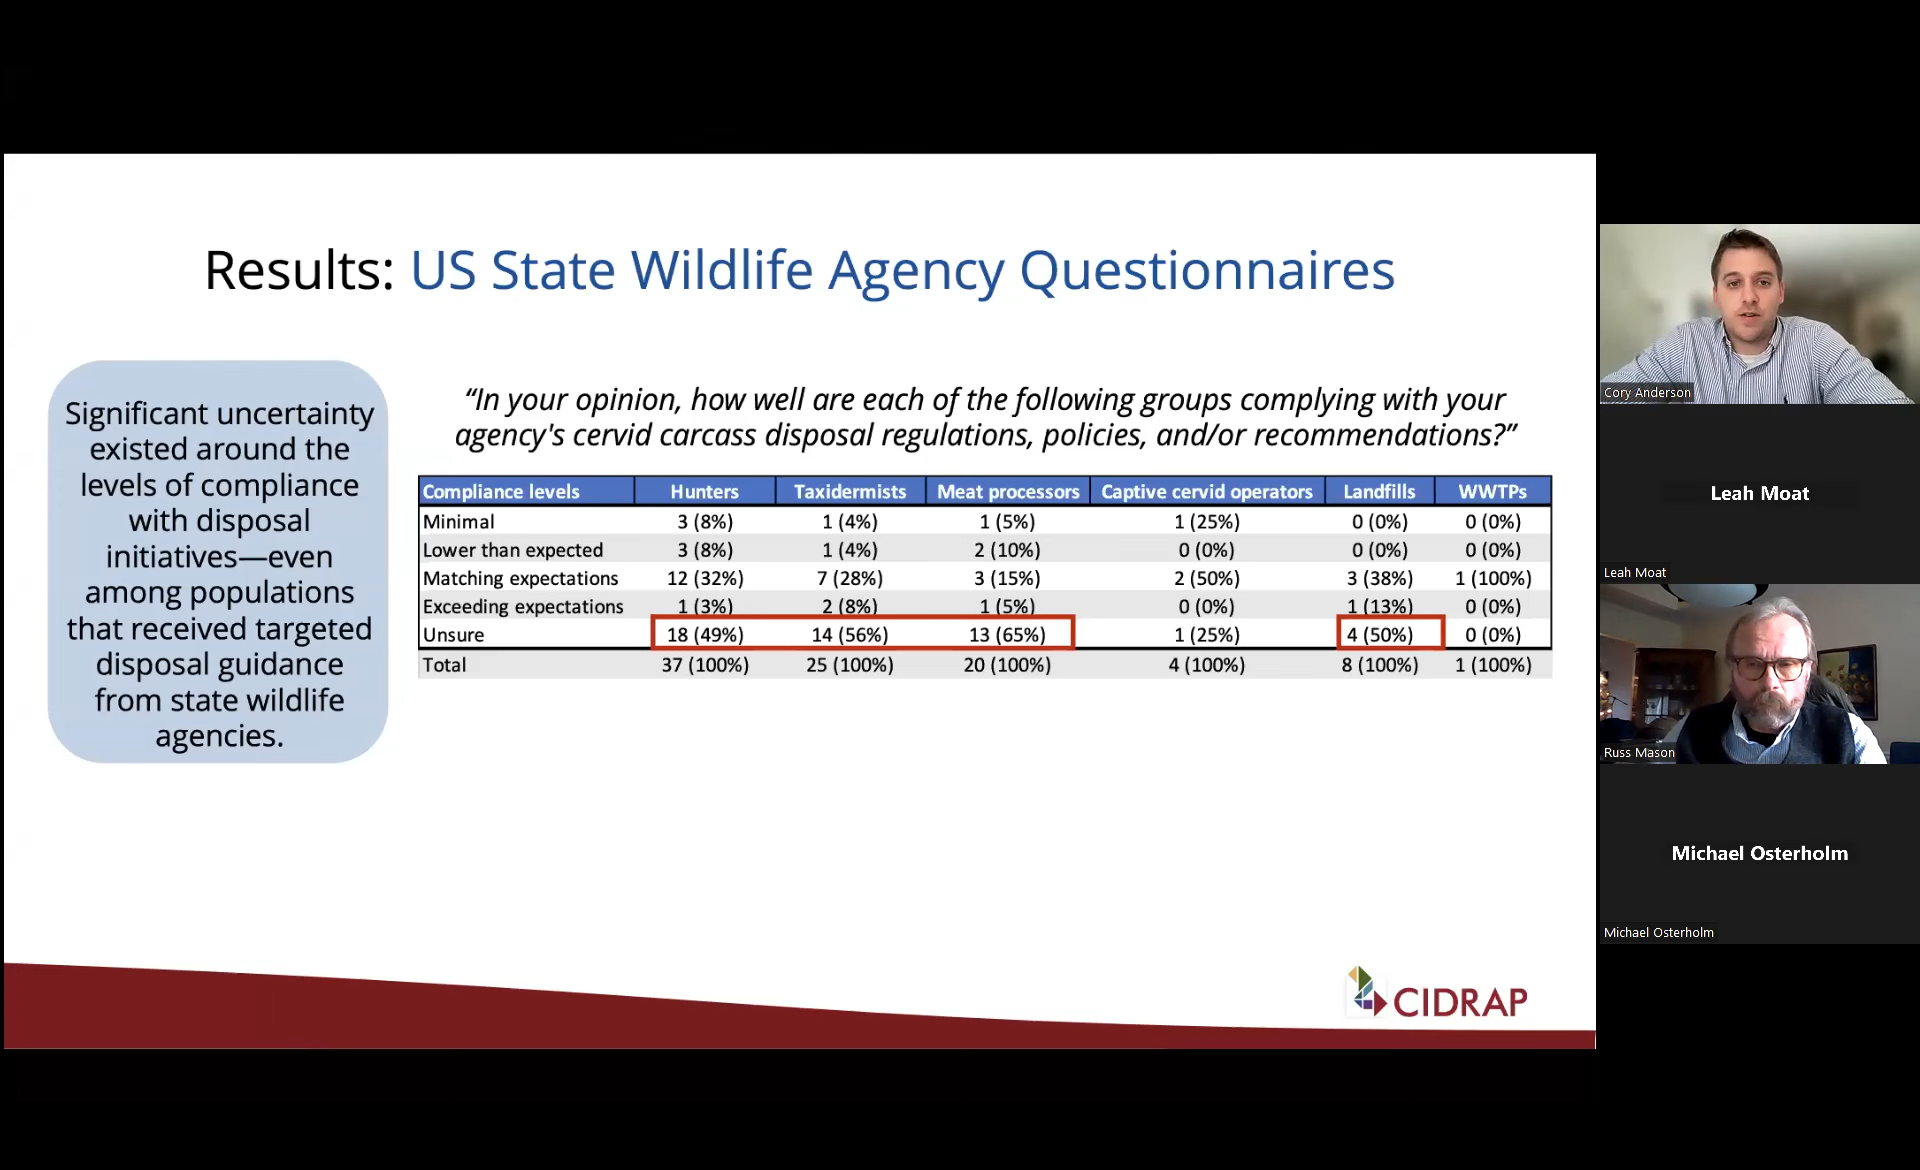 Results: US State Wildlife Agency Questionnaires
Significant uncertainty
existed around the
levels of compliance
with disposal
initiatives—even
among populations
that received targeted
disposal guidance
from state wildlife
agencies.
“In your opinion, how well are each of the following groups complying with your
agency's cervid carcass disposal regulations, policies, and/or recommendations?”
Compliance levels Hunters Taxidermists Meat processors Captive cervid operators Landfills WWTPs
Minimal 3 (8%) 1 (4%) 1 (5%) 1 (25%) 0 (0%) 0 (0%)
Lower than expected 3 (8%) 1 (4%) 2 (10%) 0 (0%) 0 (0%) 0 (0%)
Matching expectations 12 (32%) 7 (28%) 3 (15%) 2 (50%) 3 (38%) 1 (100%)
Exceeding expectations 1 (3%) 2 (8%) 1 (5%) 0 (0%) 1 (13%) 0 (0%)
Unsure 18 (49%) 14 (56%) 13 (65%) 1 (25%) 4 (50%) 0 (0%)
Total 37 (100%) 25 (100%) 20 (100%) 4 (100%) 8 (100%) 1 (100%)
CIDRAP
Cory Anderson
Leah Moat
Leah Moat
Russ Mason
Michael Osterholm
Michael Osterholm